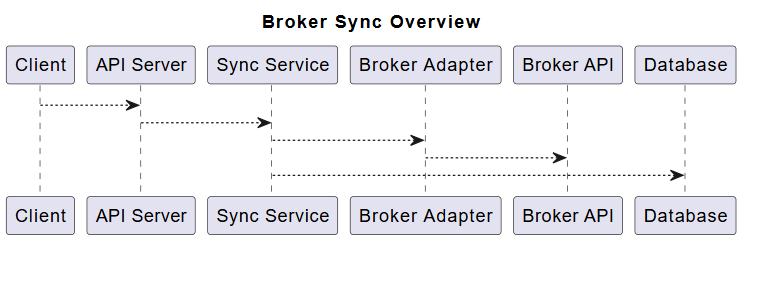 Broker Sync Overview
Client API Server Sync Service Broker Adapter Broker API Database
Client API Server Sync Service Broker Adapter Broker API Database